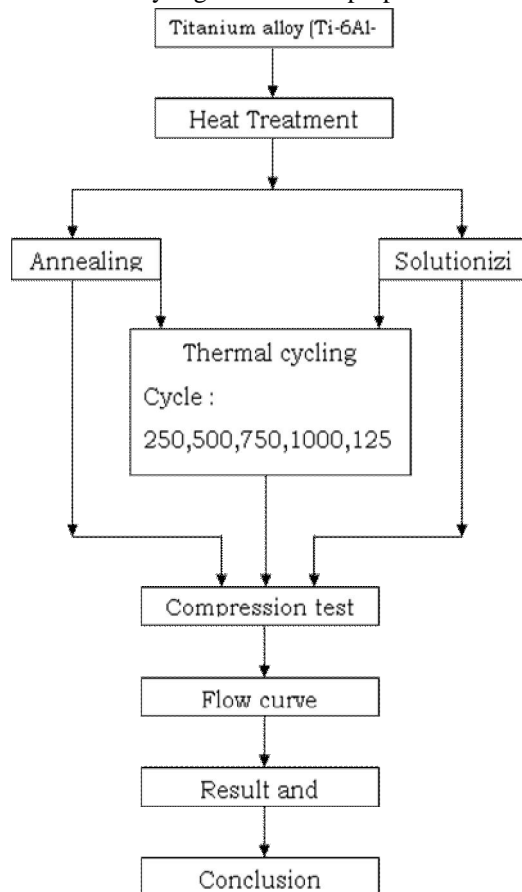 Titanium alloy (Ti-6Al-
Heat Treatment
Annealing
Solutionizi
Thermal cycling
Cycle :
250,500,750,1000,125
Compression test
Flow curve
Result and
Conclusion